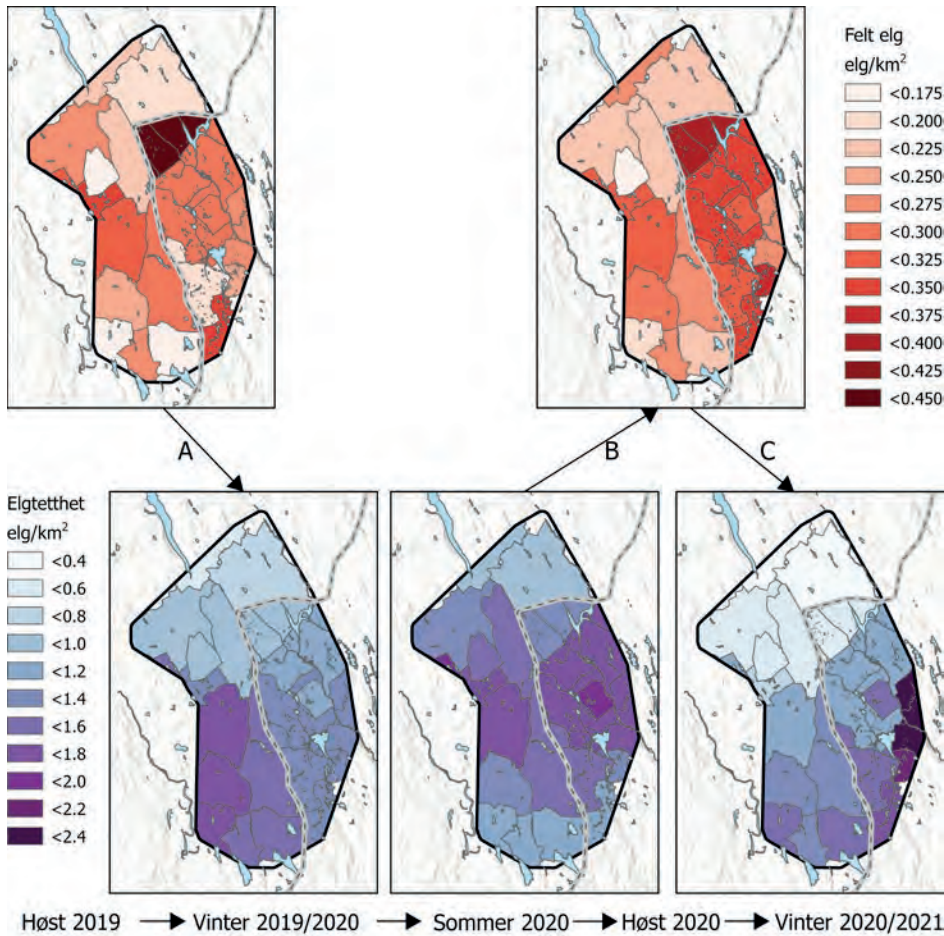 Felt elg
elg/km²
<0.175
<0.200
<0.225
<0.250
<0.275
<0.300
<0.325
<0.350
<0.375
<0.400
<0.425
<0.450
A
B
C
Elgtetthet
elg/km²
<0.4
<0.6
<0.8
<1.0
<1.2
<1.4
<1.6
<1.8
<2.0
<2.2
<2.4
Høst 2019 Vinter 2019/2020 Sommer 2020 Høst 2020 Vinter 2020/2021